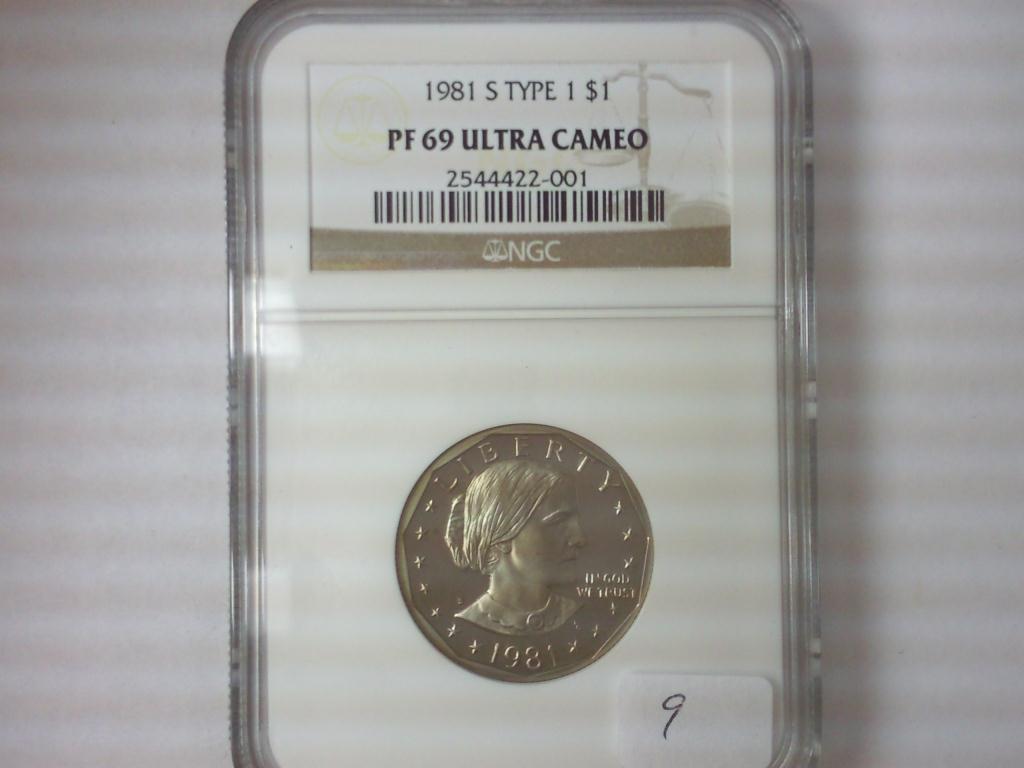 1981 S TYPE 1 $1
PF 69 ULTRA CAMEO
2544422-001
NGC
LIBERTY
IN GOD
WE TRUST
S
1981
9